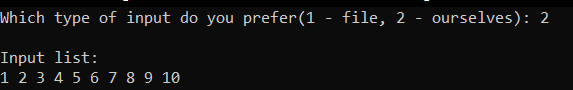 Which type of input do you prefer(1 - file, 2 - ourselves): 2
Input list:
1 2 3 4 5 6 7 8 9 10